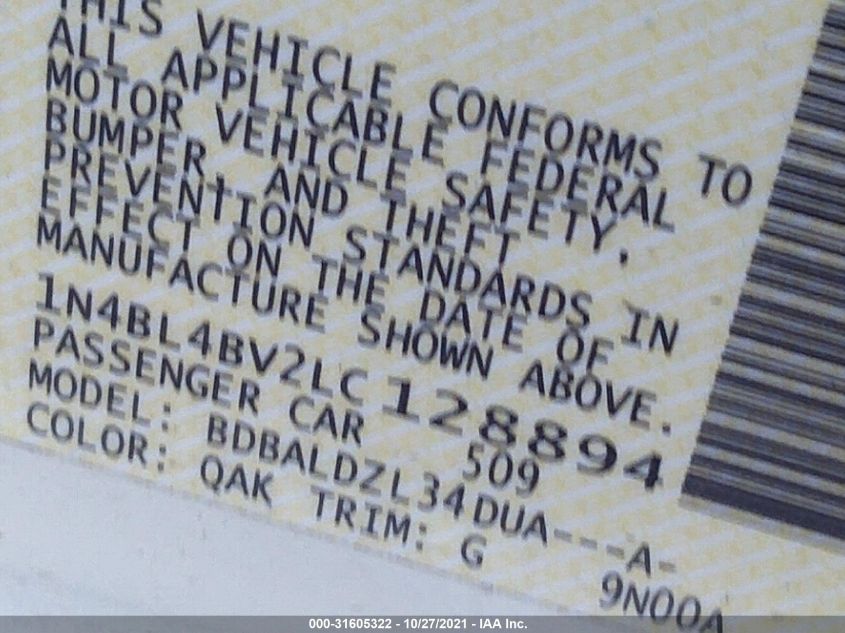 THIS VEHICLE CONFORMS TO
ALL APPLICABLE FEDERAL
MOTOR VEHICLE SAFETY,
BUMPER, AND THEFT
PREVENTION STANDARDS IN
EFFECT ON THE DATE OF
MANUFACTURE SHOWN ABOVE.
1N4BL4BV2LC128894
PASSENGER CAR 509
MODEL: BDBALDZL34DUA---A-
COLOR: QAK TRIM: G 9N00A
000-31605322 - 10/27/2021 - IAA Inc.